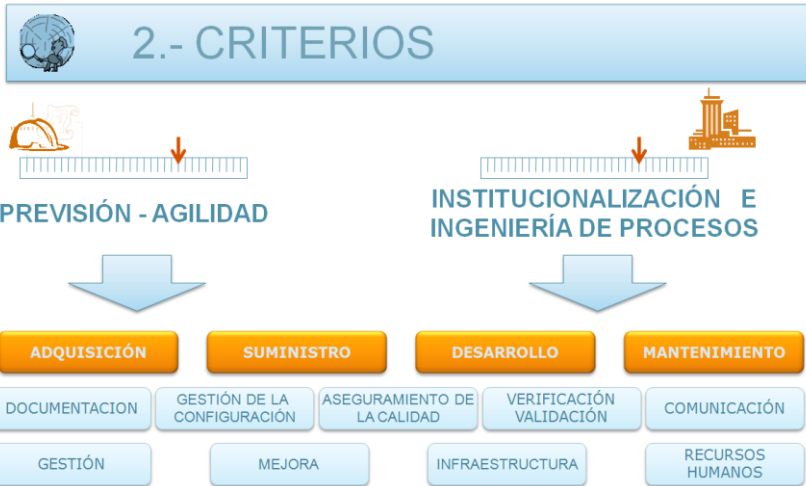 2.- CRITERIOS
PREVISIÓN - AGILIDAD
INSTITUCIONALIZACIÓN E
INGENIERÍA DE PROCESOS
ADQUISICIÓN
SUMINISTRO
DESARROLLO
MANTENIMIENTO
DOCUMENTACION
GESTIÓN DE LA
CONFIGURACIÓN
ASEGURAMIENTO DE
LA CALIDAD
VERIFICACIÓN
VALIDACIÓN
COMUNICACIÓN
GESTIÓN
MEJORA
INFRAESTRUCTURA
RECURSOS
HUMANOS